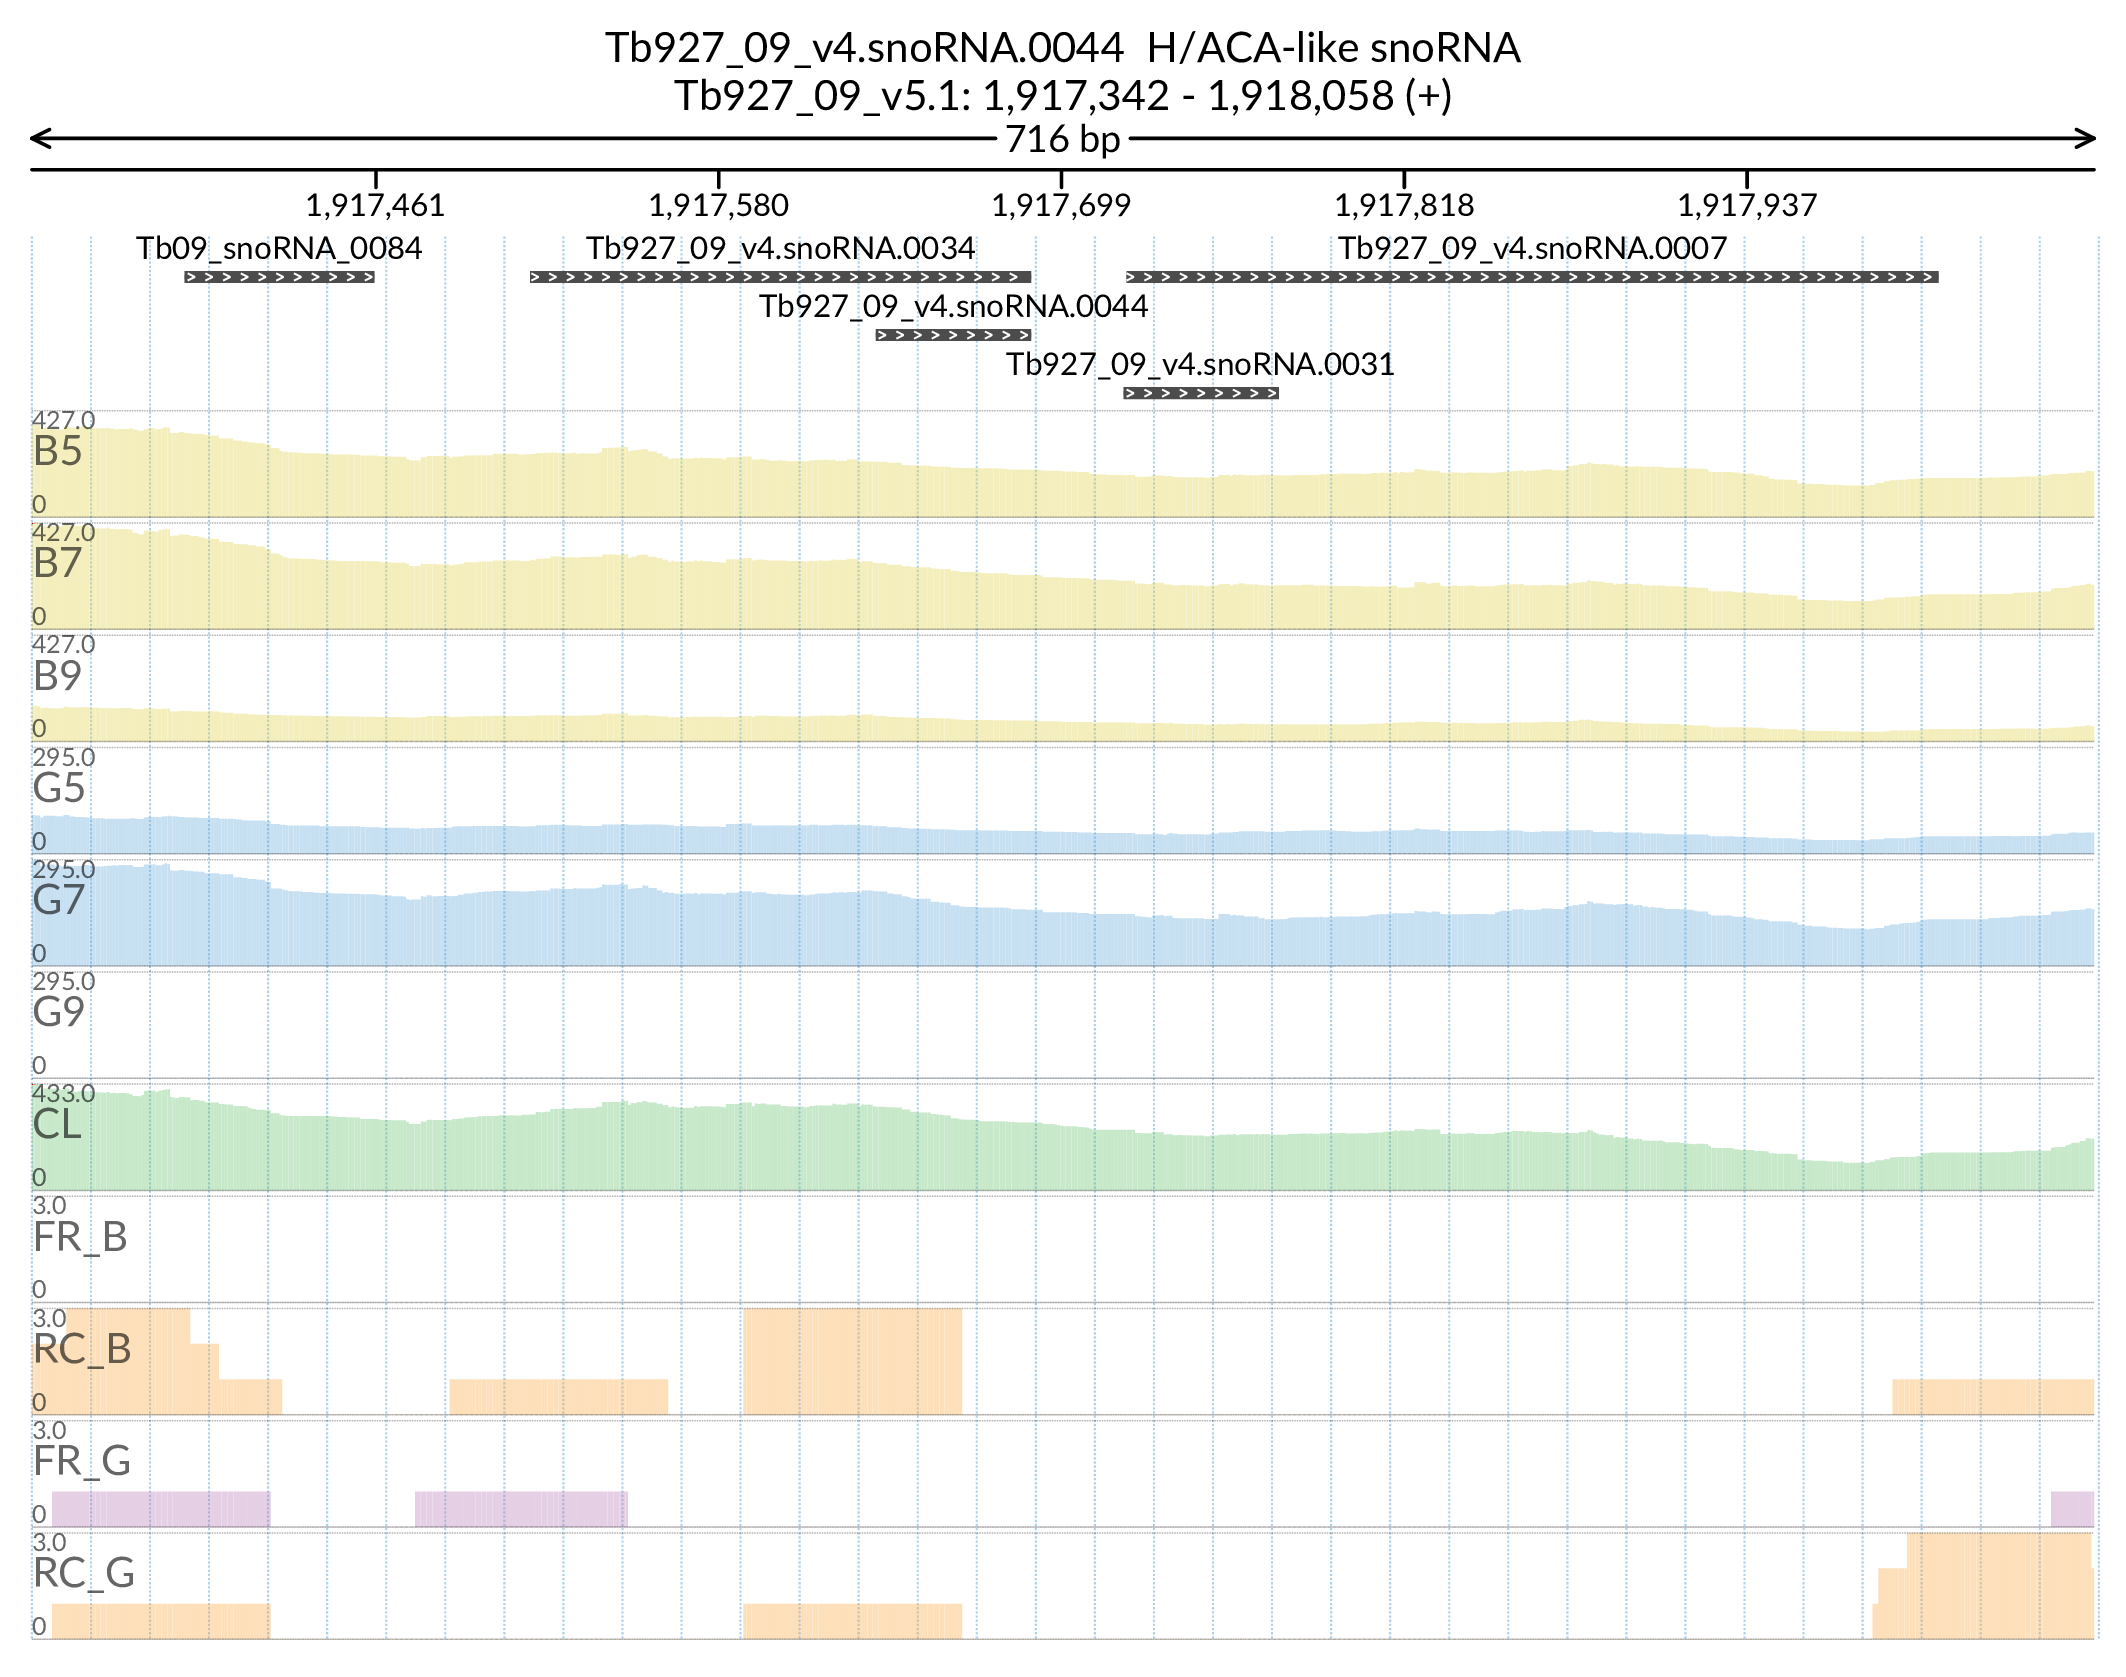 Tb927_09_v4.snoRNA.0044 H/ACA-like snoRNA
Tb927_09_v5.1: 1,917,342 - 1,918,058 (+)
716 bp
1,917,461 1,917,580 1,917,699 1,917,818 1,917,937
Tb09_snoRNA_0084 Tb927_09_v4.snoRNA.0034 Tb927_09_v4.snoRNA.0007
Tb927_09_v4.snoRNA.0044
Tb927_09_v4.snoRNA.0031
427.0
B5
0
427.0
B7
0
427.0
B9
0
295.0
G5
0
295.0
G7
0
295.0
G9
0
433.0
CL
0
3.0
FR_B
0
3.0
RC_B
0
3.0
FR_G
0
3.0
RC_G
0